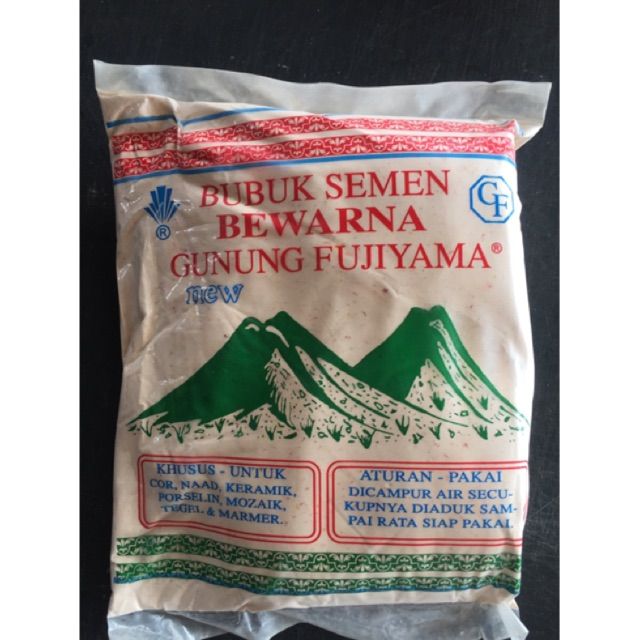 BUBUK SEMEN
BEWARNA
GUNUNG FUJIYAMA®
new
®
GF
KHUSUS - UNTUK
COR, NAAD, KERAMIK,
PORSELIN, MOZAIK,
TEGEL & MARMER.
ATURAN - PAKAI
DICAMPUR AIR SECU-
KUPNYA DIADUK SAM-
PAI RATA SIAP PAKAI.